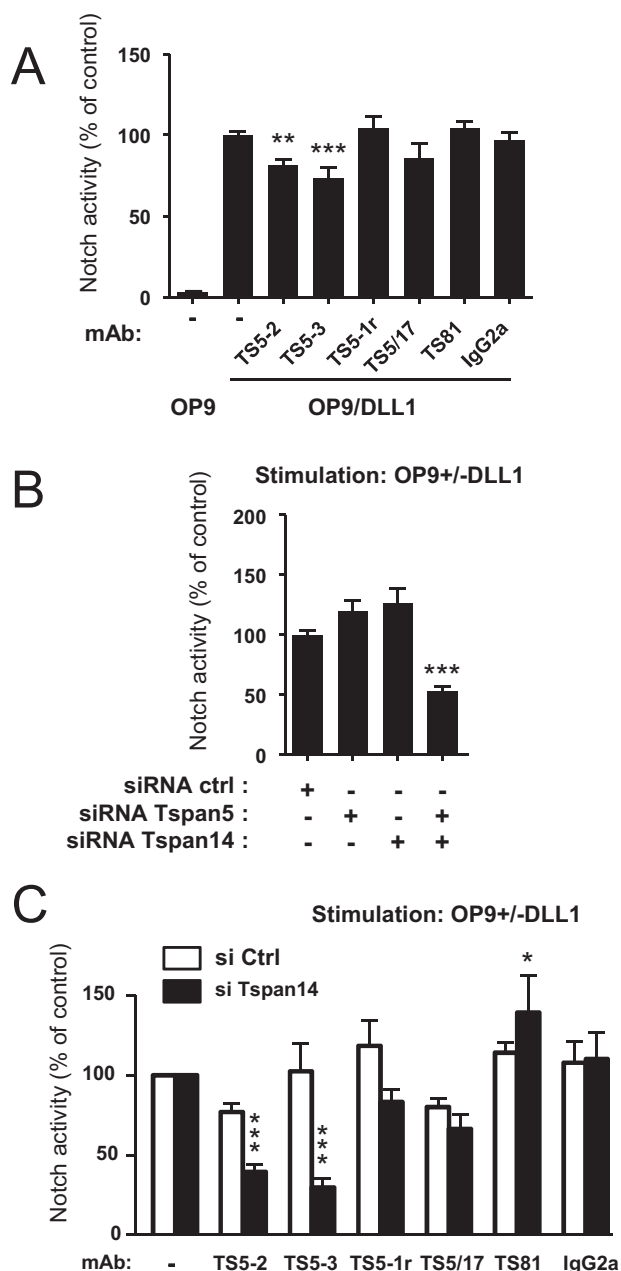 A
Notch activity (% of control)
150
100
50
0
**
***
mAb:
-
-
TS5-2
TS5-3
TS5-1r
TS5/17
TS81
IgG2a
OP9
OP9/DLL1
B
Stimulation: OP9+/-DLL1
Notch activity (% of control)
200
150
100
50
0
***
siRNA ctrl : + - - -
siRNA Tspan5 : - + - +
siRNA Tspan14 : - - + +
C
Stimulation: OP9+/-DLL1
si Ctrl
si Tspan14
Notch activity (% of control)
150
100
50
0
***
***
*
mAb: - TS5-2 TS5-3 TS5-1r TS5/17 TS81 IgG2a